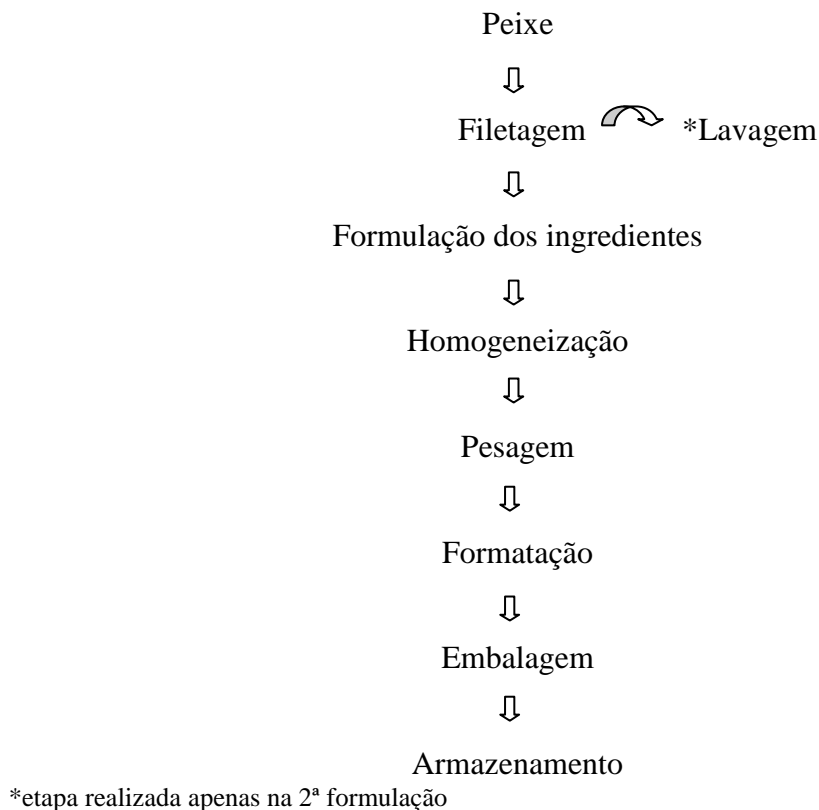 Peixe
Filetagem *Lavagem
Formulação dos ingredientes
Homogeneização
Pesagem
Formatação
Embalagem
Armazenamento
*etapa realizada apenas na 2ª formulação